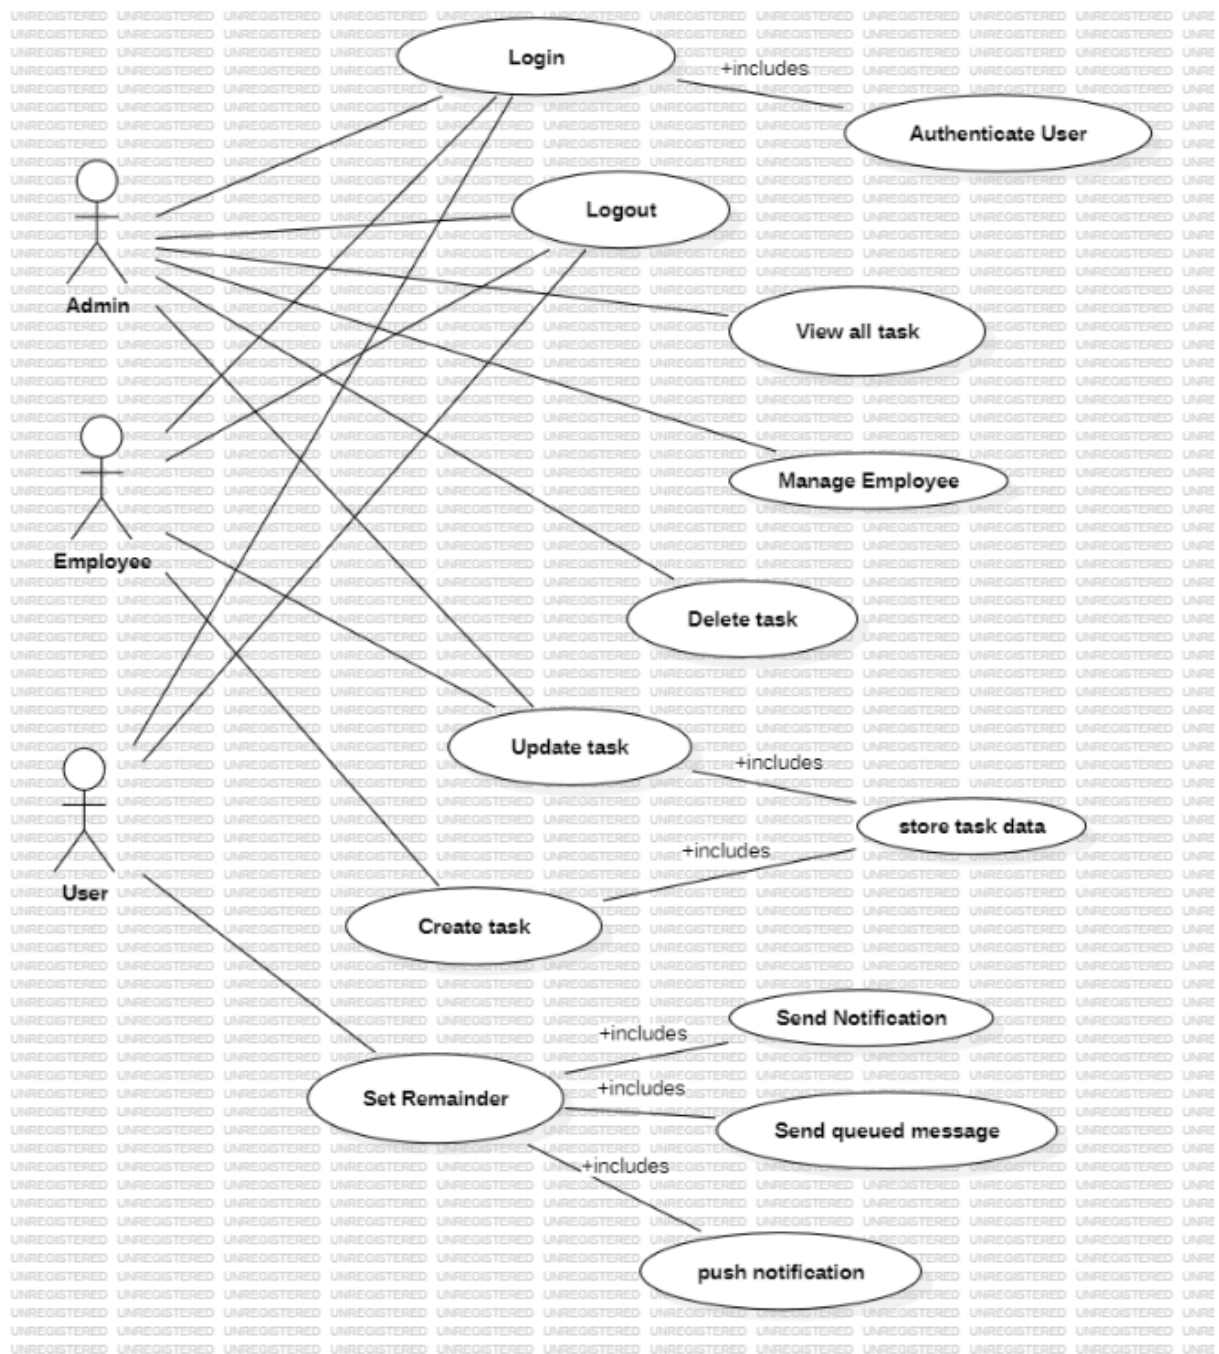 Login
+includes
Authenticate User
Logout
Admin
View all task
Manage Employee
Employee
Delete task
Update task
+includes
store task data
+includes
User
Create task
Send Notification
+includes
+includes
Set Remainder
Send queued message
+includes
push notification
UNREGISTERED